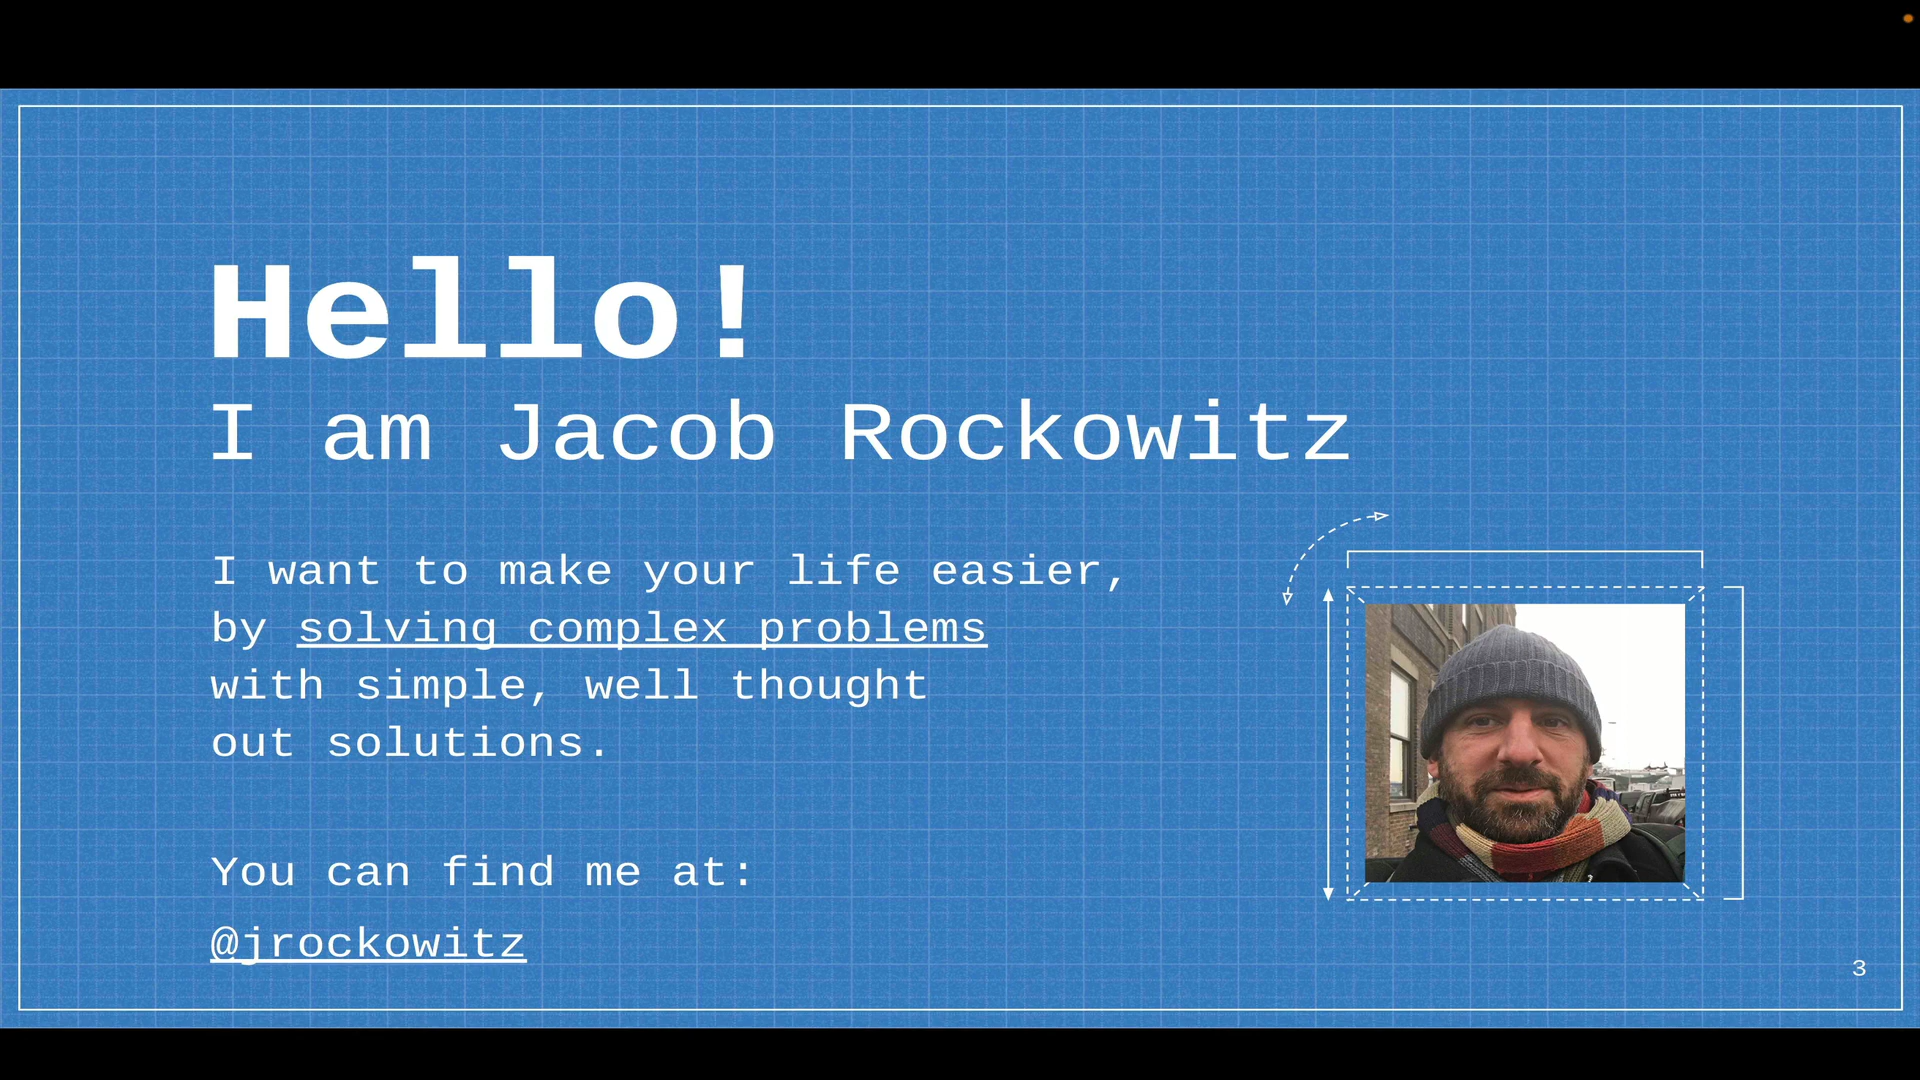 Hello!
I am Jacob Rockowitz
I want to make your life easier,
by solving complex problems
with simple, well thought
out solutions.
You can find me at:
@jrockowitz
3